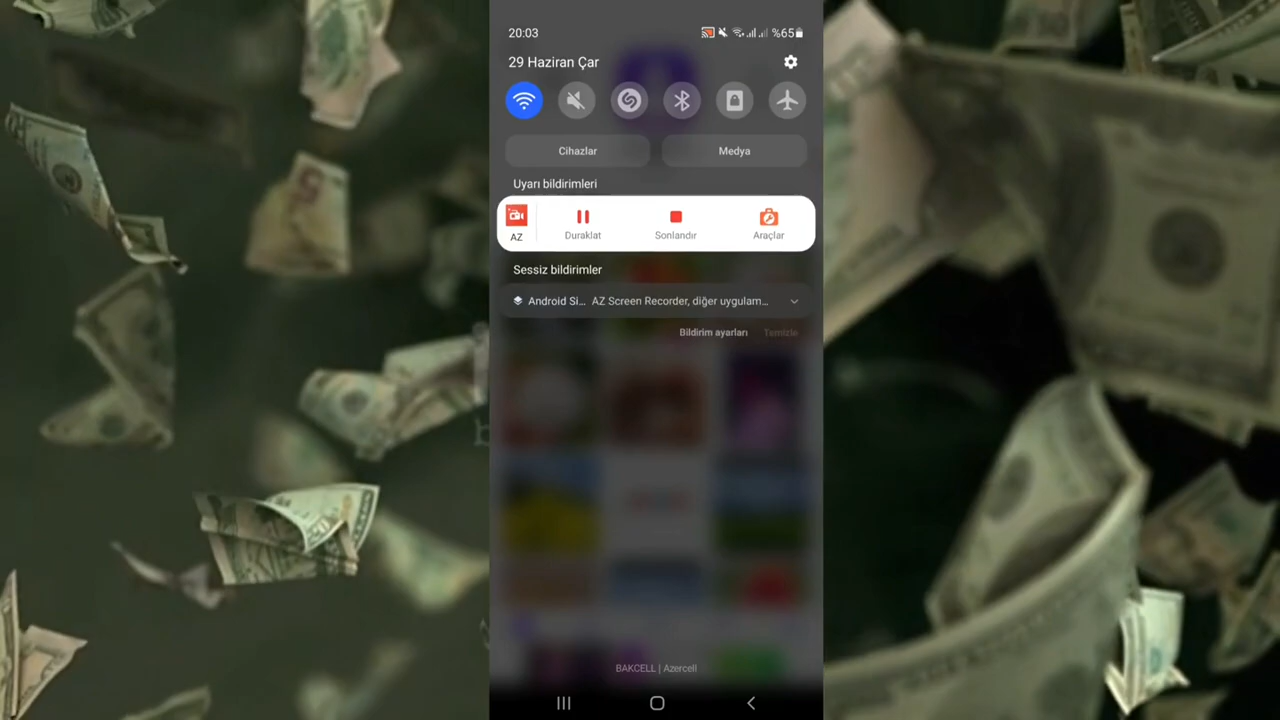 20:03
%65
29 Haziran Çar
Cihazlar
Medya
Uyarı bildirimleri
AZ
Duraklat
Sonlandır
Araçlar
Sessiz bildirimler
Android Si... AZ Screen Recorder, diğer uygulam...
Bildirim ayarları
Temizle
BAKCELL | Azercell